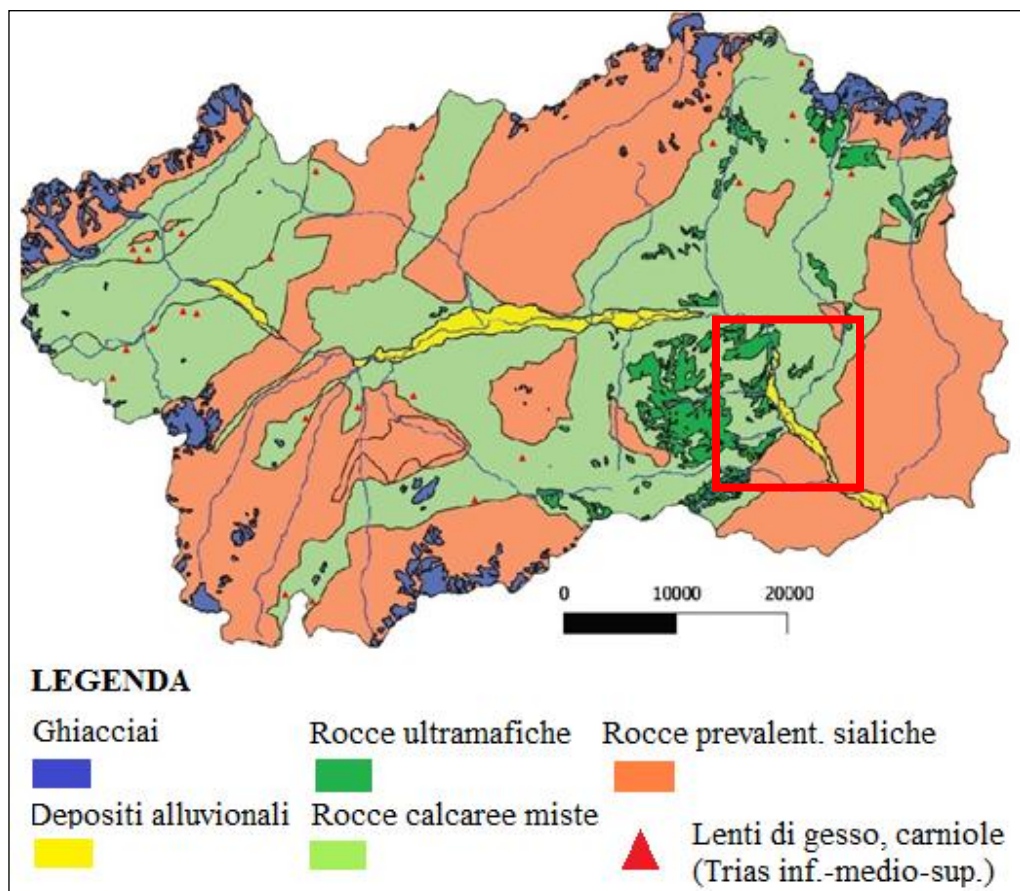 0 10000 20000
LEGENDA
Ghiacciai
Rocce ultramafiche
Rocce prevalent. sialiche
Depositi alluvionali
Rocce calcaree miste
Lenti di gesso, carniole
(Trias inf.-medio-sup.)